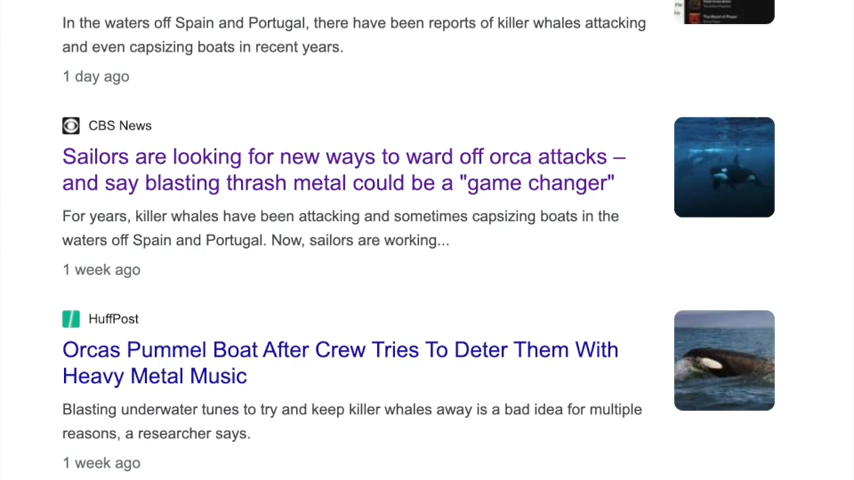 In the waters off Spain and Portugal, there have been reports of killer whales attacking
and even capsizing boats in recent years.
1 day ago
CBS News
Sailors are looking for new ways to ward off orca attacks –
and say blasting thrash metal could be a "game changer"
For years, killer whales have been attacking and sometimes capsizing boats in the
waters off Spain and Portugal. Now, sailors are working...
1 week ago
HuffPost
Orcas Pummel Boat After Crew Tries To Deter Them With
Heavy Metal Music
Blasting underwater tunes to try and keep killer whales away is a bad idea for multiple
reasons, a researcher says.
1 week ago